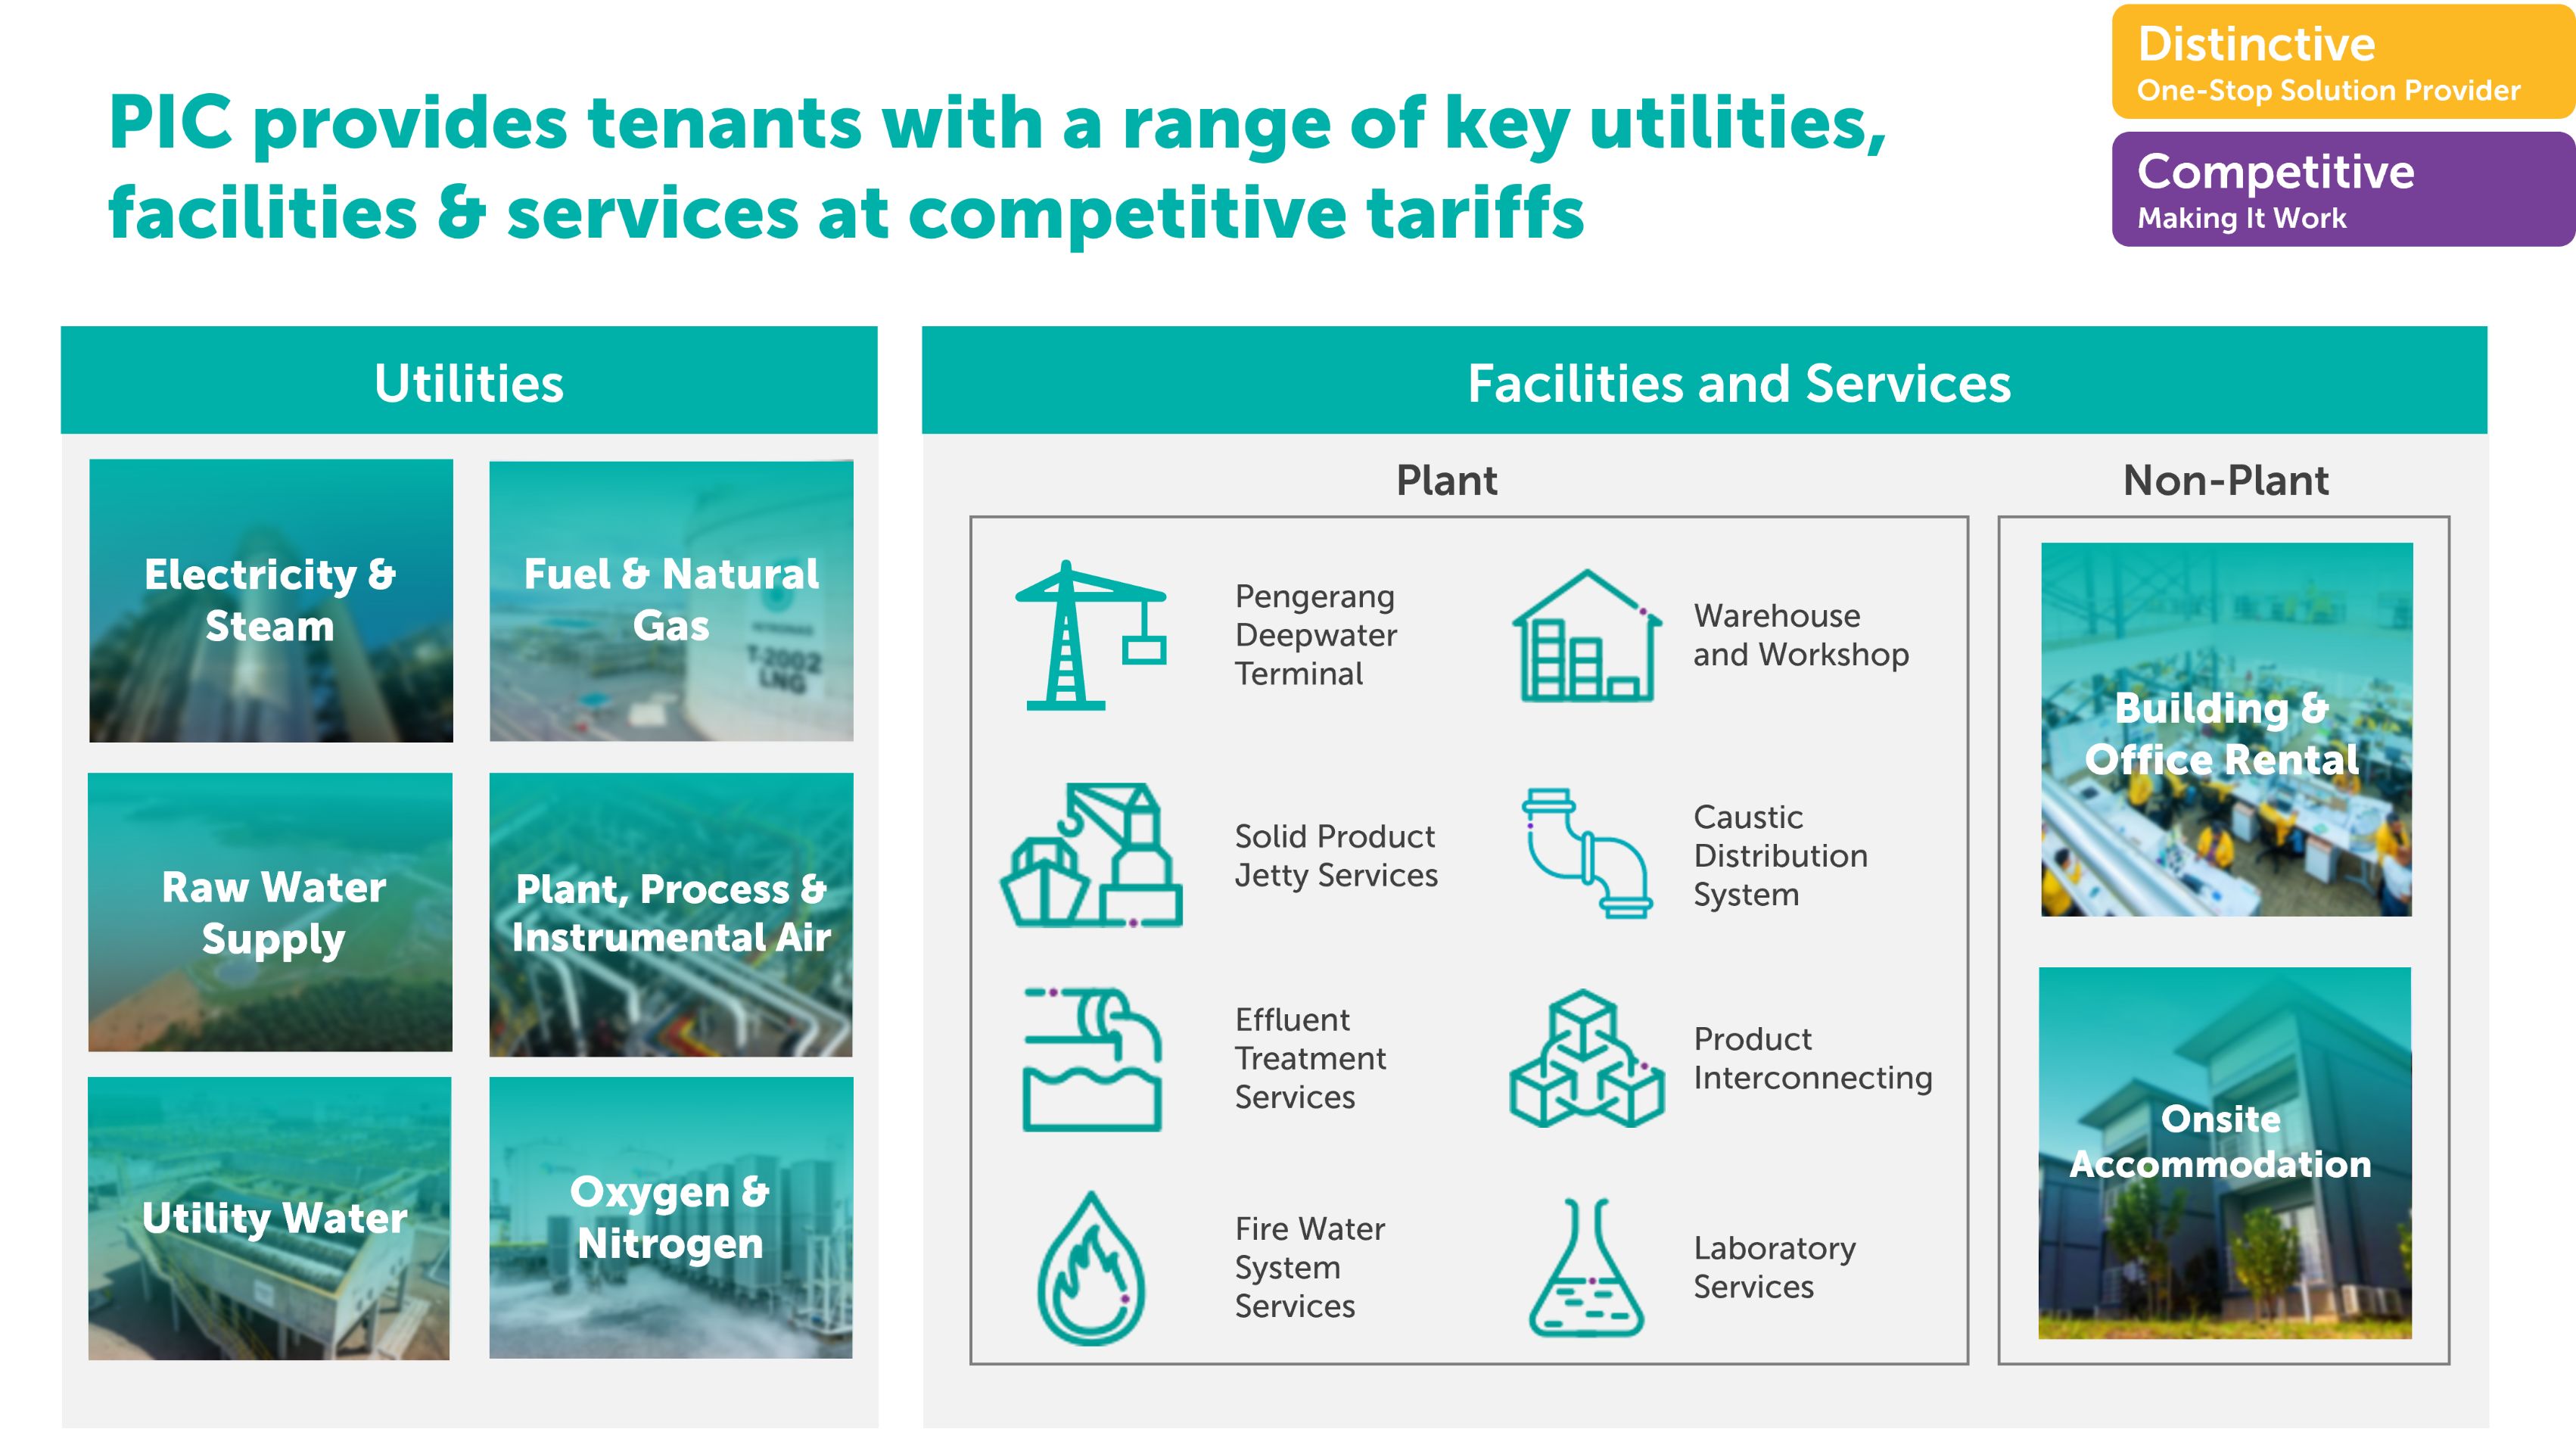 Distinctive
One-Stop Solution Provider
Competitive
Making It Work
PIC provides tenants with a range of key utilities,
facilities & services at competitive tariffs
Utilities
Electricity &
Steam
Fuel & Natural
Gas
T-2002
LNG
Raw Water
Supply
Plant, Process &
Instrumental Air
Utility Water
Oxygen &
Nitrogen
Facilities and Services
Plant
Pengerang
Deepwater
Terminal
Warehouse
and Workshop
Solid Product
Jetty Services
Caustic
Distribution
System
Effluent
Treatment
Services
Product
Interconnecting
Fire Water
System
Services
Laboratory
Services
Non-Plant
Building &
Office Rental
Onsite
Accommodation